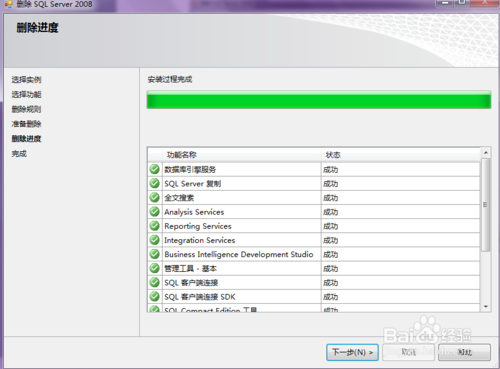 删除 SQL Server 2008
删除进度
选择实例
选择功能
删除规则
准备删除
删除进度
完成
安装过程完成
功能名称 状态
数据库引擎服务 成功
SQL Server 复制 成功
全文搜索 成功
Analysis Services 成功
Reporting Services 成功
Integration Services 成功
Business Intelligence Development Studio 成功
管理工具 - 基本 成功
SQL 客户端连接 成功
SQL 客户端连接 SDK 成功
SQL Compact Edition 工具 成功
下一步(N) > 取消
Baidu 经验